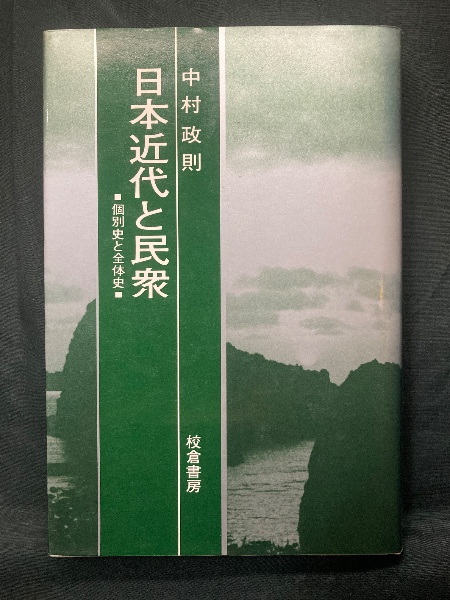 中村政則
日本近代と民衆
■個別史と全体史■
校倉書房